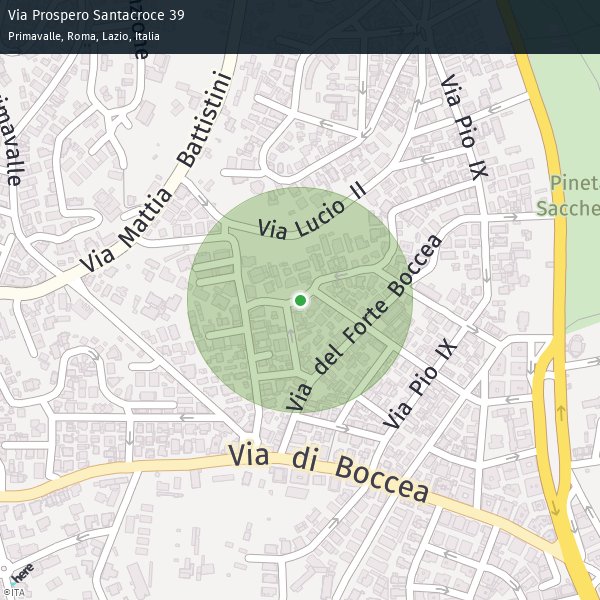 Via Prospero Santacroce 39
Primavalle, Roma, Lazio, Italia
Via Mattia Battistini
Via Pio IX
Pineta
Sacche
Via Lucio II
Via del Forte Boccea
Via Pio IX
Via di Boccea
here
©ITA